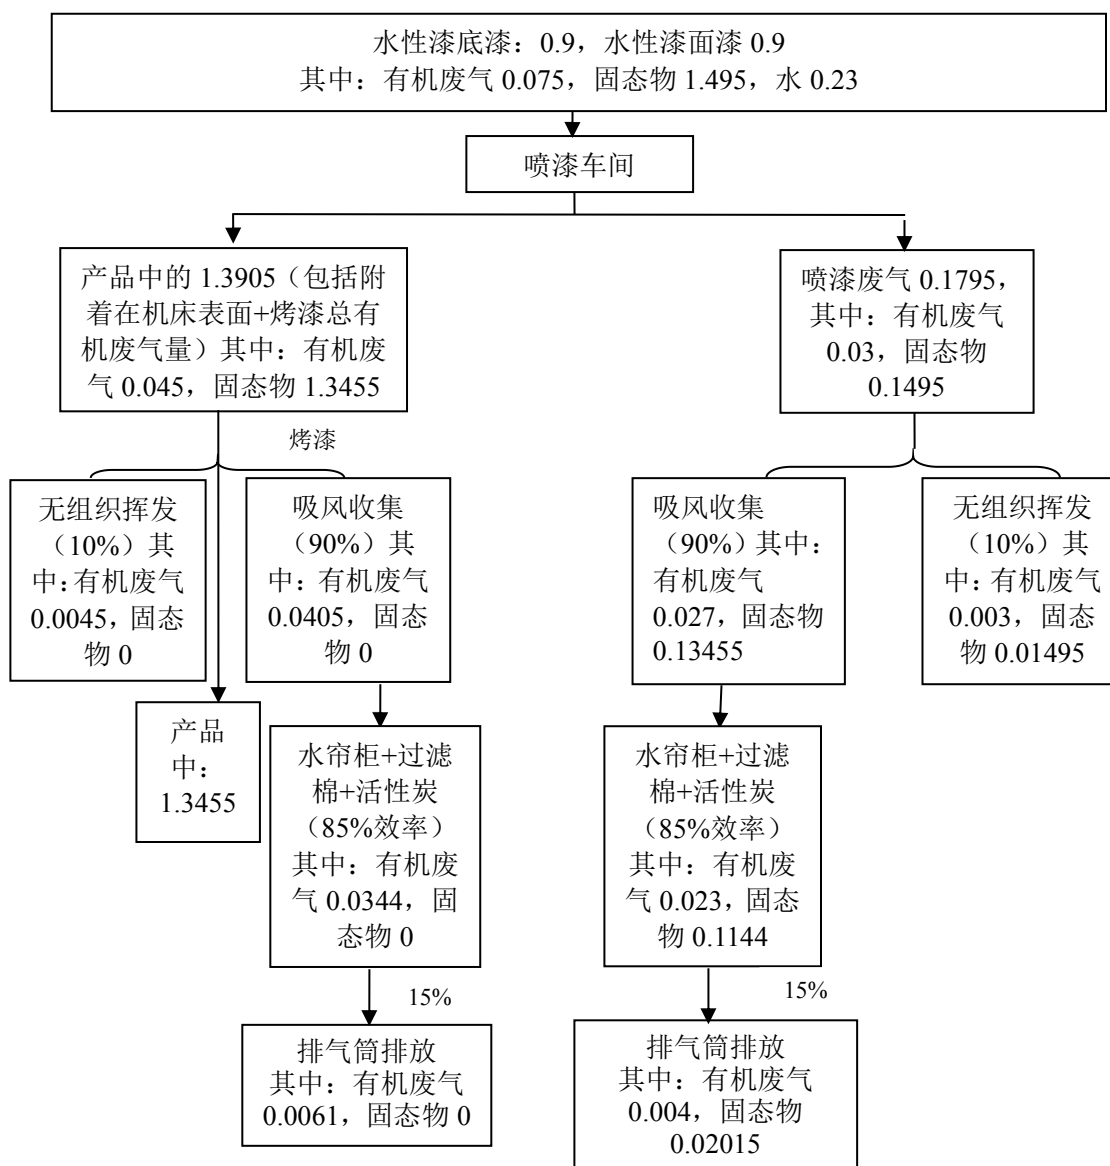 水性漆底漆：0.9，水性漆面漆 0.9
其中：有机废气 0.075，固态物 1.495，水 0.23
喷漆车间
产品中的 1.3905（包括附
着在机床表面+烤漆总有
机废气量）其中：有机废
气 0.045，固态物 1.3455
喷漆废气 0.1795，
其中：有机废气
0.03，固态物
0.1495
烤漆
无组织挥发
（10%）其
中：有机废气
0.0045，固态
物 0
吸风收集
（90%）其
中：有机废气
0.0405，固态
物 0
吸风收集
（90%）其中：
有机废气
0.027，固态物
0.13455
无组织挥发
（10%）其
中：有机废气
0.003，固态
物 0.01495
产品
中：
1.3455
水帘柜+过滤
棉+活性炭
（85%效率）
其中：有机废
气 0.0344，固
态物 0
水帘柜+过滤
棉+活性炭
（85%效率）
其中：有机废
气 0.023，固态
物 0.1144
15%
15%
排气筒排放
其中：有机废气
0.0061，固态物 0
排气筒排放
其中：有机废气
0.004，固态物
0.02015